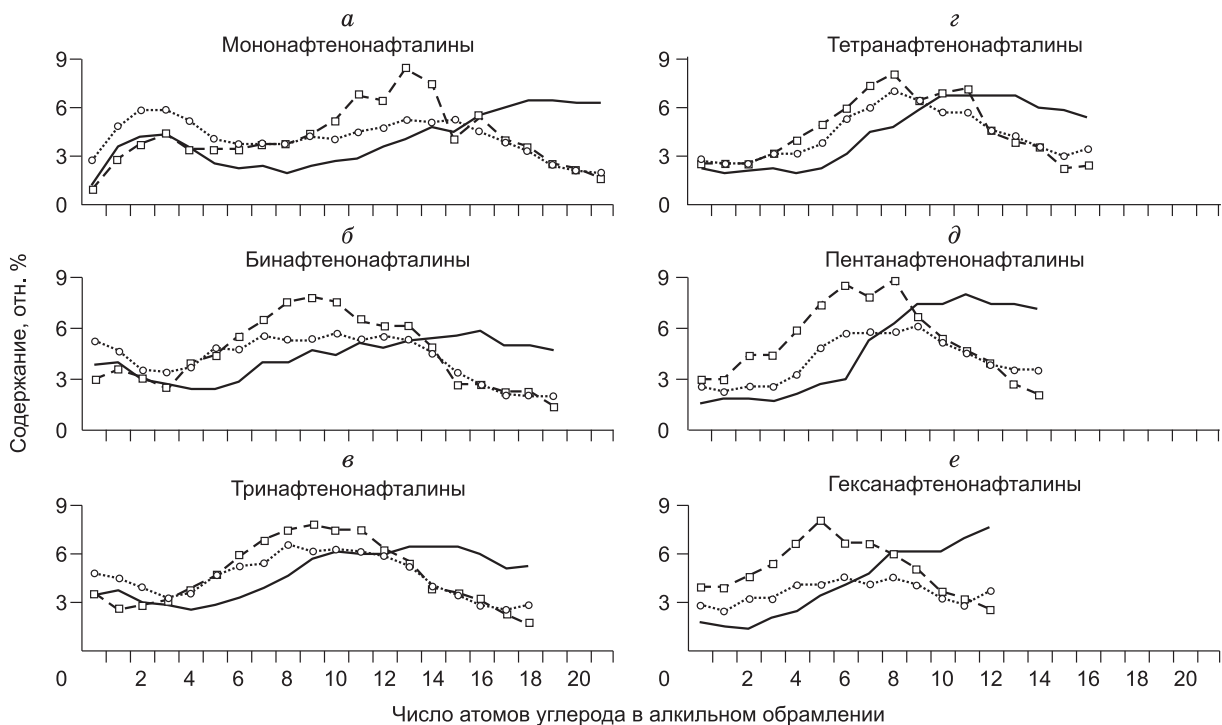 а
Мононафтенонафталины
9
6
3
0
г
Тетранафтенонафталины
9
6
3
0
б
Бинафтенонафталины
9
6
3
0
д
Пентанафтенонафталины
9
6
3
0
в
Тринафтенонафталины
9
6
3
е
Гексанафтенонафталины
9
6
3
0 2 4 6 8 10 12 14 16 18 20
0 2 4 6 8 10 12 14 16 18 20
Содержание, отн. %
Число атомов углерода в алкильном обрамлении